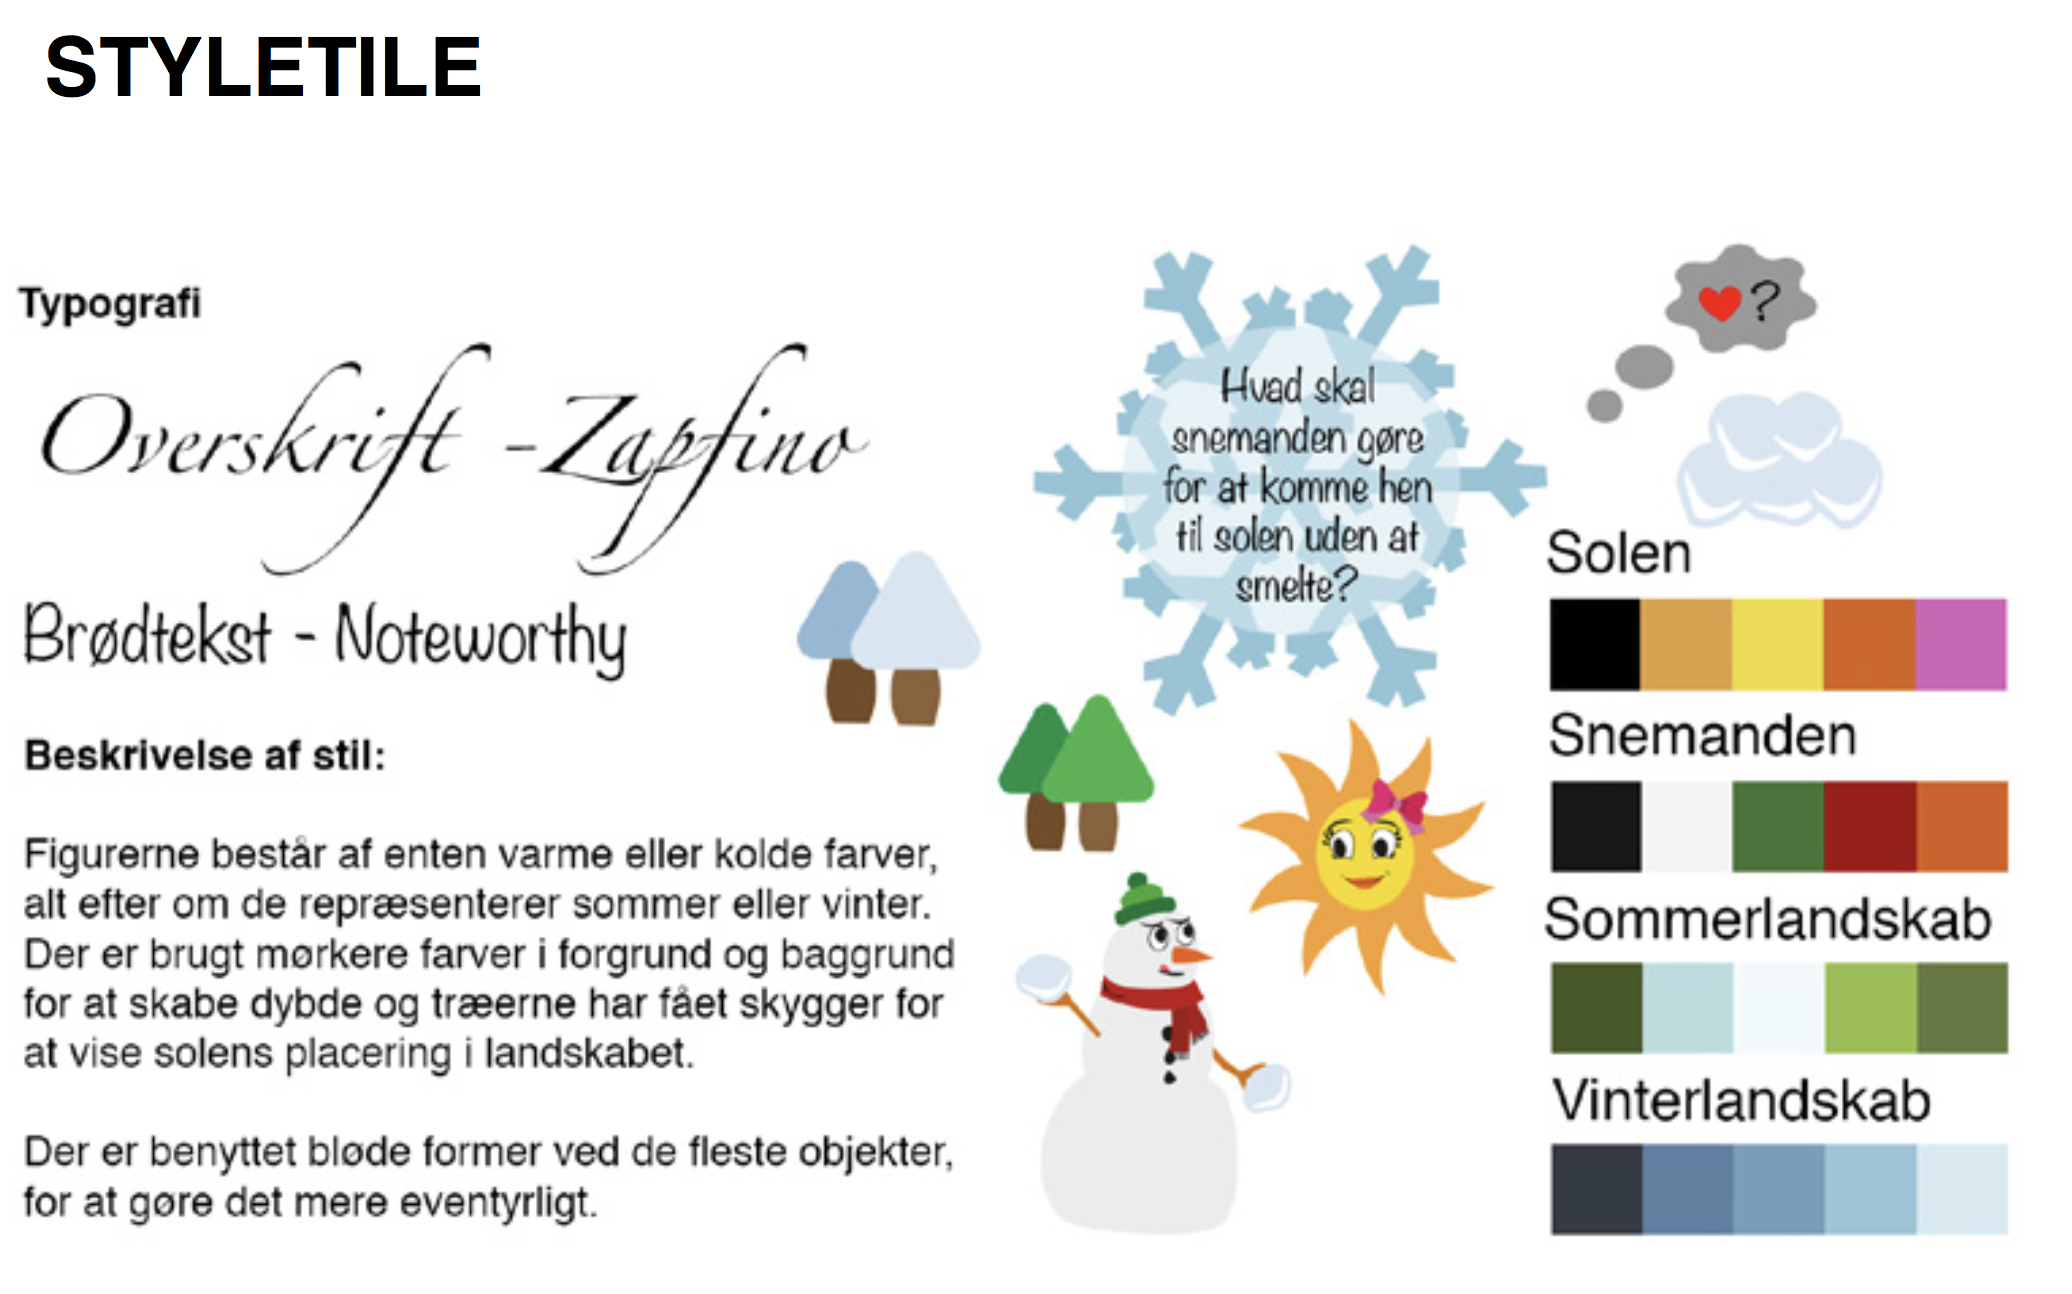 STYLETILE
Typografi
Overskrift - Zapfino
Brødtekst - Noteworthy
Beskrivelse af stil:
Figurerne består af enten varme eller kolde farver,
alt efter om de repræsenterer sommer eller vinter.
Der er brugt mørkere farver i forgrund og baggrund
for at skabe dybde og træerne har fået skygger for
at vise solens placering i landskabet.
Der er benyttet bløde former ved de fleste objekter,
for at gøre det mere eventyrligt.
Hvad skal
snemanden gøre
for at komme hen
til solen uden at
smelte?
?
Solen
Snemanden
Sommerlandskab
Vinterlandskab